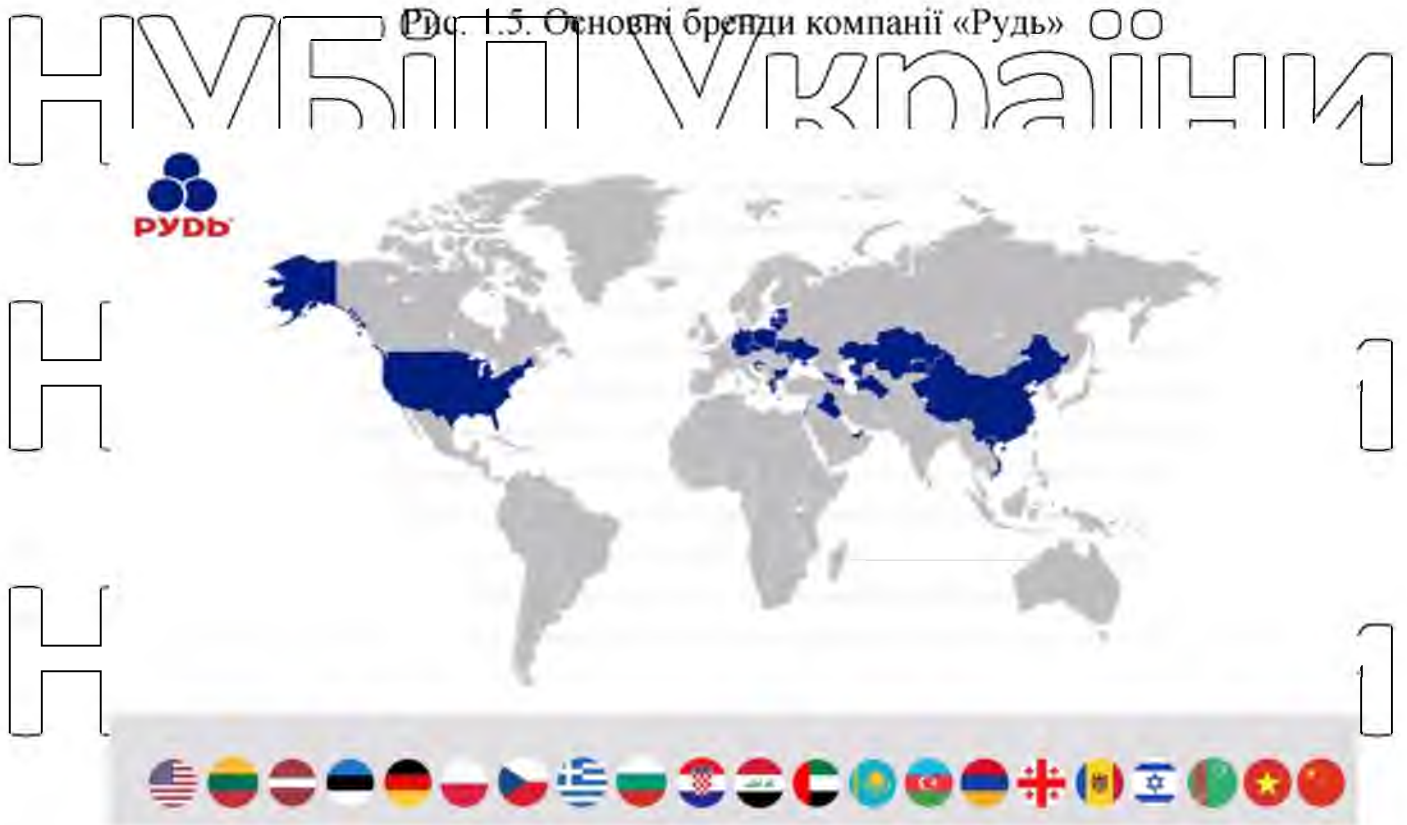 Рис. 1.5. Основні бренди компанії «Рудь»
НУБіП України
РУДЬ